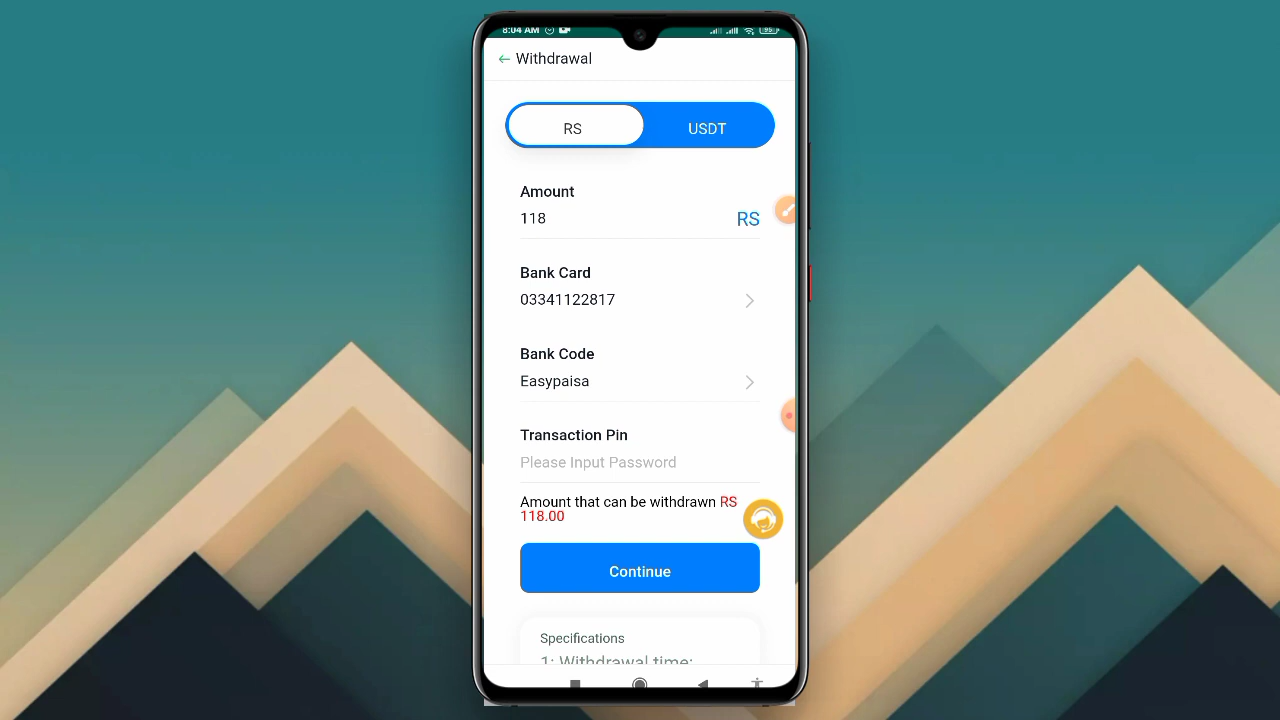 8:04 AM
95
Withdrawal
RS USDT
Amount
118 RS
Bank Card
03341122817
Bank Code
Easypaisa
Transaction Pin
Please Input Password
Amount that can be withdrawn RS
118.00
Continue
Specifications
1: Withdrawal time: